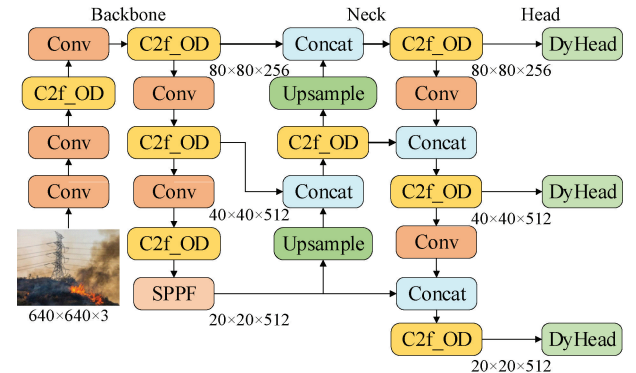 Backbone Neck Head
Conv C2f_OD Concat C2f_OD DyHead
80×80×256 80×80×256
C2f_OD Conv Upsample Conv
Conv C2f_OD C2f_OD Concat
Conv Conv Concat C2f_OD DyHead
40×40×512 40×40×512
C2f_OD Upsample Conv
SPPF Concat
640×640×3 20×20×512
C2f_OD DyHead
20×20×512